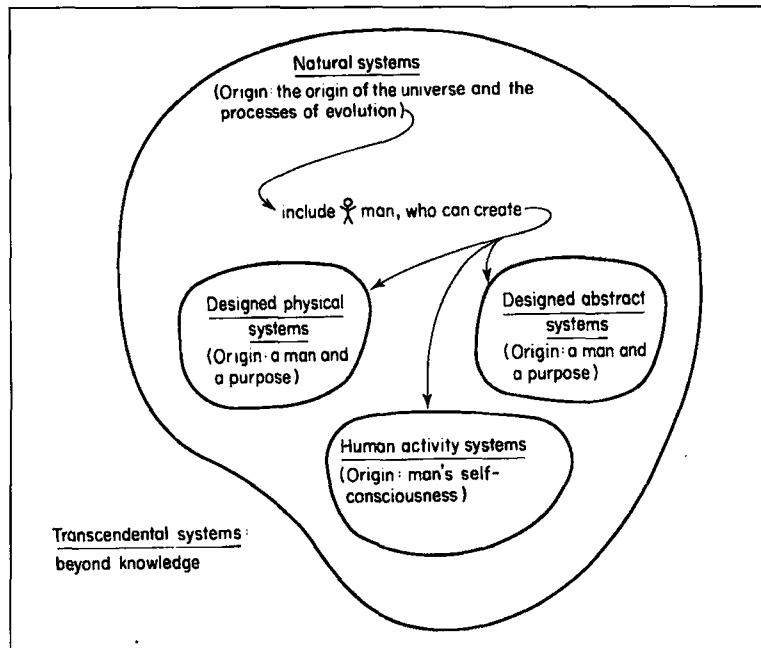 Natural systems
(Origin: the origin of the universe and the
processes of evolution)
include man, who can create
Designed physical
systems
(Origin: a man and
a purpose)
Designed abstract
systems
(Origin: a man and
a purpose)
Human activity systems
(Origin: man's self-
consciousness)
Transcendental systems:
beyond knowledge